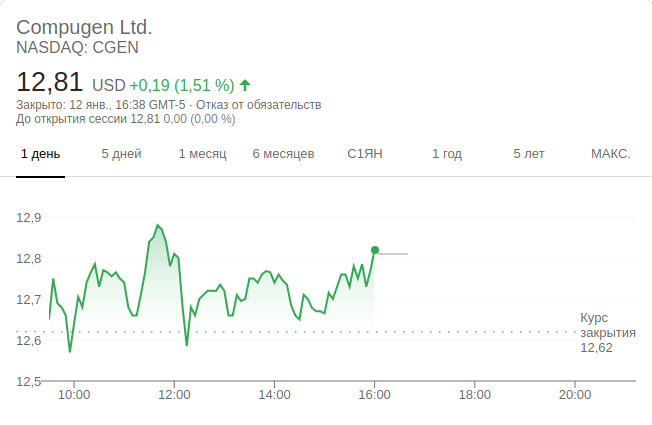 Compugen Ltd.
NASDAQ: CGEN
12,81 USD +0,19 (1,51 %)
Закрыто: 12 янв., 16:38 GMT-5 · Отказ от обязательств
До открытия сессии 12,81 0,00 (0,00 %)
1 день 5 дней 1 месяц 6 месяцев С1ЯН 1 год 5 лет МАКС.
12,9
12,8
12,7
12,6
12,5
Курс
закрытия
12,62
10:00 12:00 14:00 16:00 18:00 20:00